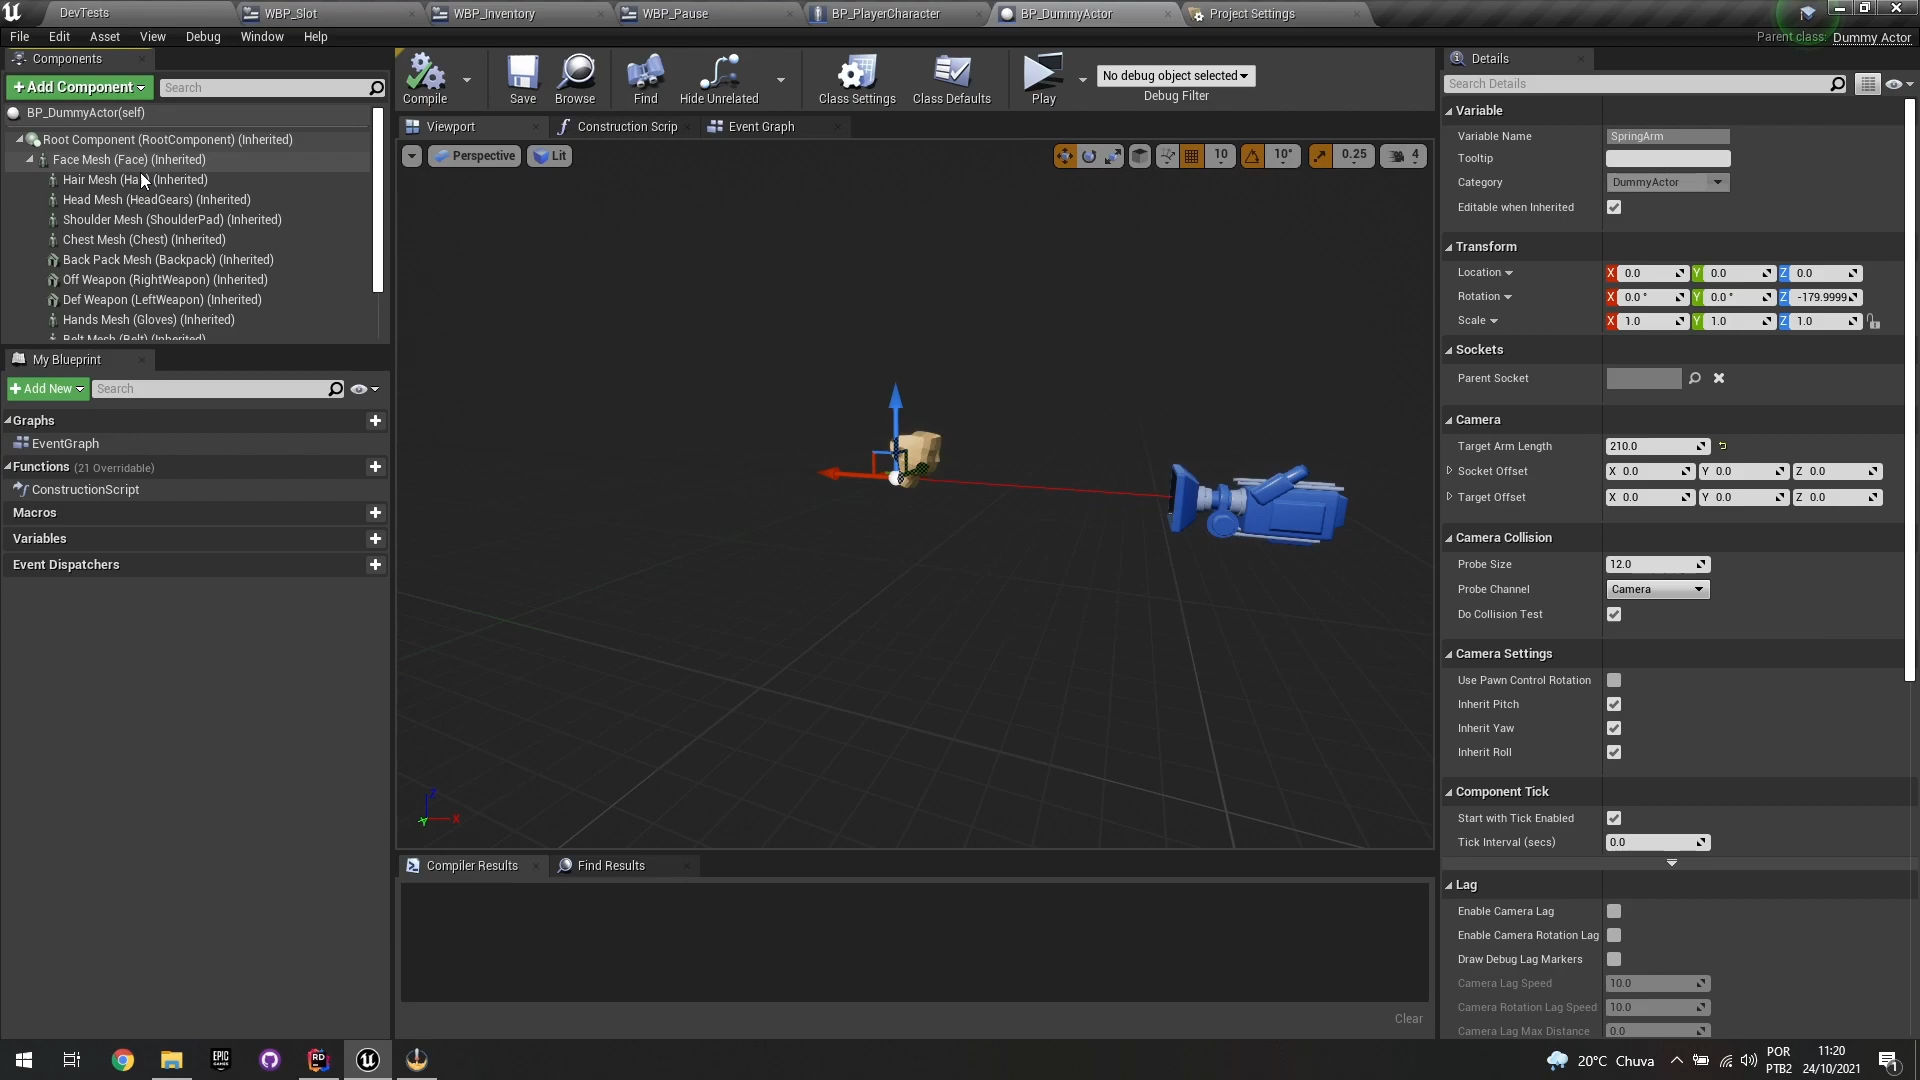 DevTests
WBP_Slot
WBP_Inventory
WBP_Pause
BP_PlayerCharacter
BP_DummyActor
Project Settings
File Edit Asset View Debug Window Help
Parent class: Dummy Actor
Components
+Add Component
Search
BP_DummyActor(self)
Root Component (RootComponent) (Inherited)
Face Mesh (Face) (Inherited)
Hair Mesh (Ha (Inherited)
Head Mesh (HeadGears) (Inherited)
Shoulder Mesh (ShoulderPad) (Inherited)
Chest Mesh (Chest) (Inherited)
Back Pack Mesh (Backpack) (Inherited)
Off Weapon (RightWeapon) (Inherited)
Def Weapon (LeftWeapon) (Inherited)
Hands Mesh (Gloves) (Inherited)
Belt Mesh (Belt) (Inherited)
My Blueprint
+Add New
Search
Graphs
EventGraph
Functions (21 Overridable)
ConstructionScript
Macros
Variables
Event Dispatchers
Compile
Save
Browse
Find
Hide Unrelated
Class Settings
Class Defaults
Play
No debug object selected
Debug Filter
Viewport
Construction Scrip
Event Graph
Perspective
Lit
10
10°
0.25
4
Z
X
Y
Compiler Results
Find Results
Clear
Details
Search Details
Variable
Variable Name SpringArm
Tooltip
Category DummyActor
Editable when Inherited
Transform
Location X 0.0 Y 0.0 Z 0.0
Rotation X 0.0 ° Y 0.0 ° Z -179.9999
Scale X 1.0 Y 1.0 Z 1.0
Sockets
Parent Socket
Camera
Target Arm Length 210.0
Socket Offset X 0.0 Y 0.0 Z 0.0
Target Offset X 0.0 Y 0.0 Z 0.0
Camera Collision
Probe Size 12.0
Probe Channel Camera
Do Collision Test
Camera Settings
Use Pawn Control Rotation
Inherit Pitch
Inherit Yaw
Inherit Roll
Component Tick
Start with Tick Enabled
Tick Interval (secs) 0.0
Lag
Enable Camera Lag
Enable Camera Rotation Lag
Draw Debug Lag Markers
Camera Lag Speed 10.0
Camera Rotation Lag Speed 10.0
Camera Lag Max Distance 0.0
EPIC GAMES
RD
20°C Chuva
POR
PTB2
11:20
24/10/2021
1